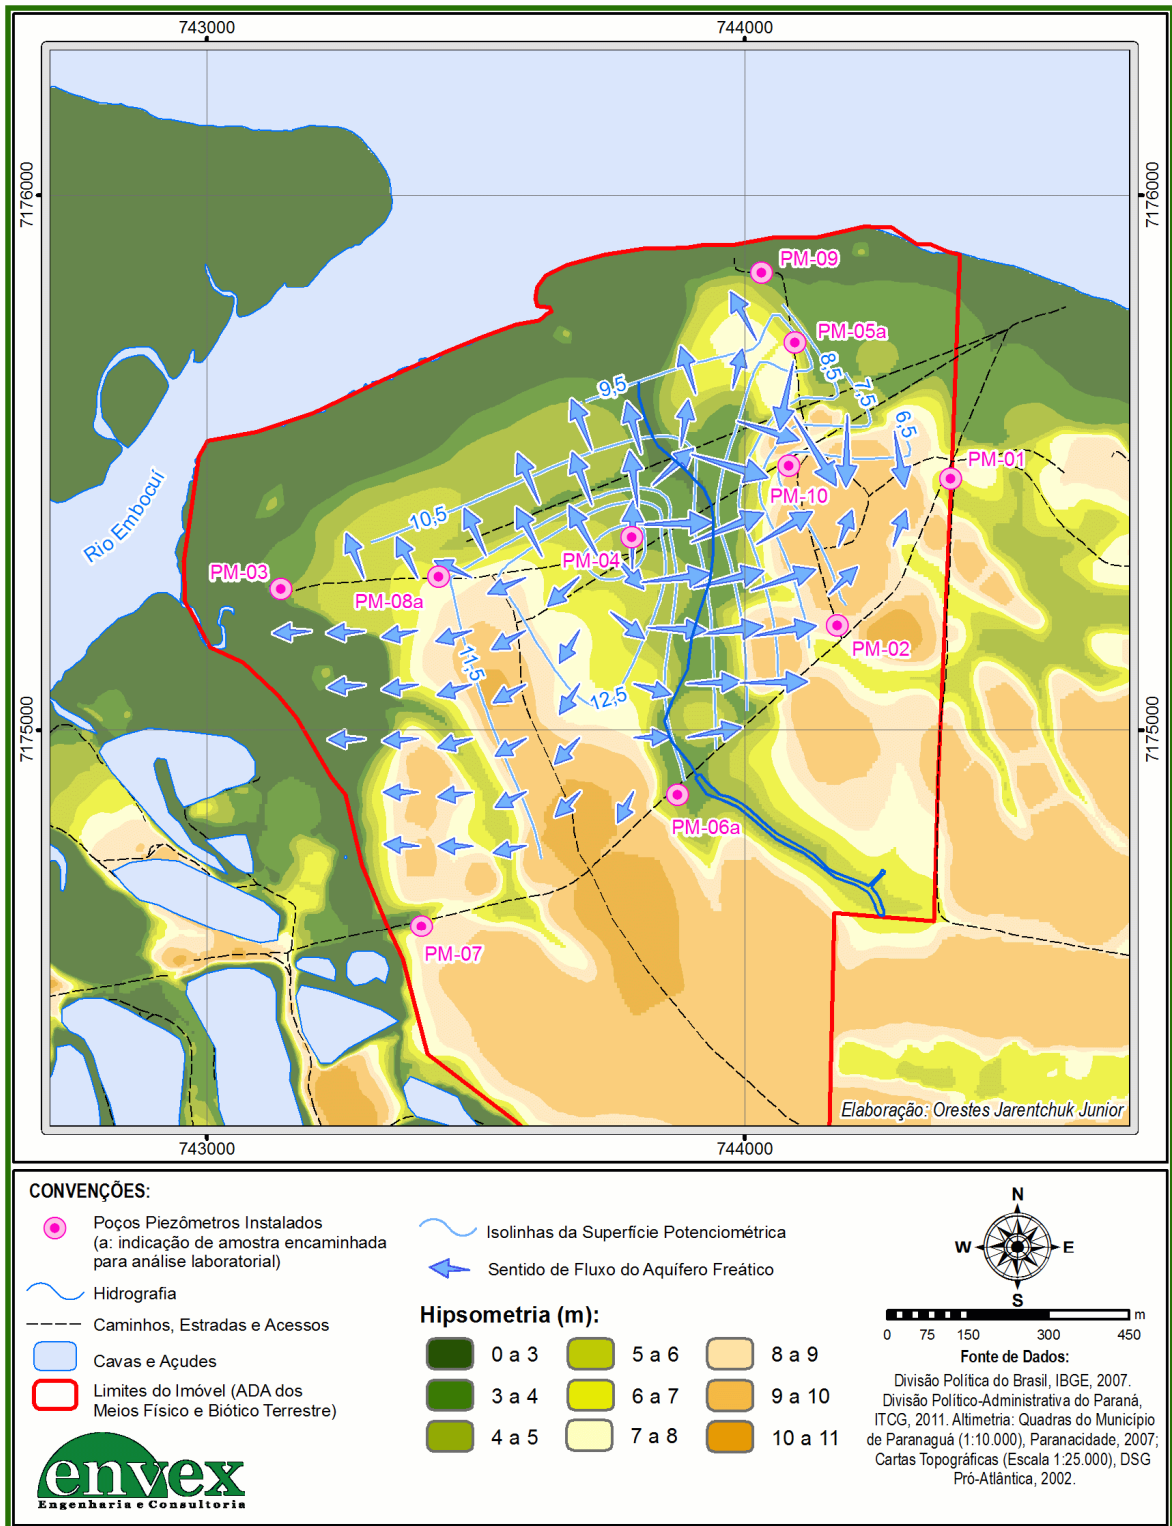 743000
744000
7176000
7176000
PM-09
PM-05a
8,5
7,5
9,5
6,5
PM-01
PM-10
10,5
Rio Embocuí
PM-04
PM-03
PM-08a
PM-02
11,5
12,5
7175000
7175000
PM-06a
PM-07
Elaboração: Orestes Jarentchuk Junior
743000
744000
CONVENÇÕES:
Poços Piezômetros Instalados
(a: indicação de amostra encaminhada
para análise laboratorial)
Hidrografia
Caminhos, Estradas e Acessos
Cavas e Açudes
Limites do Imóvel (ADA dos
Meios Físico e Biótico Terrestre)
envex
Engenharia e Consultoria
Isolinhas da Superfície Potenciométrica
Sentido de Fluxo do Aquífero Freático
Hipsometria (m):
0 a 3
5 a 6
8 a 9
3 a 4
6 a 7
9 a 10
4 a 5
7 a 8
10 a 11
N
W
E
S
m
0 75 150 300 450
Fonte de Dados:
Divisão Política do Brasil, IBGE, 2007.
Divisão Político-Administrativa do Paraná,
ITCG, 2011. Altimetria: Quadras do Município
de Paranaguá (1:10.000), Paranacidade, 2007;
Cartas Topográficas (Escala 1:25.000), DSG
Pró-Atlântica, 2002.